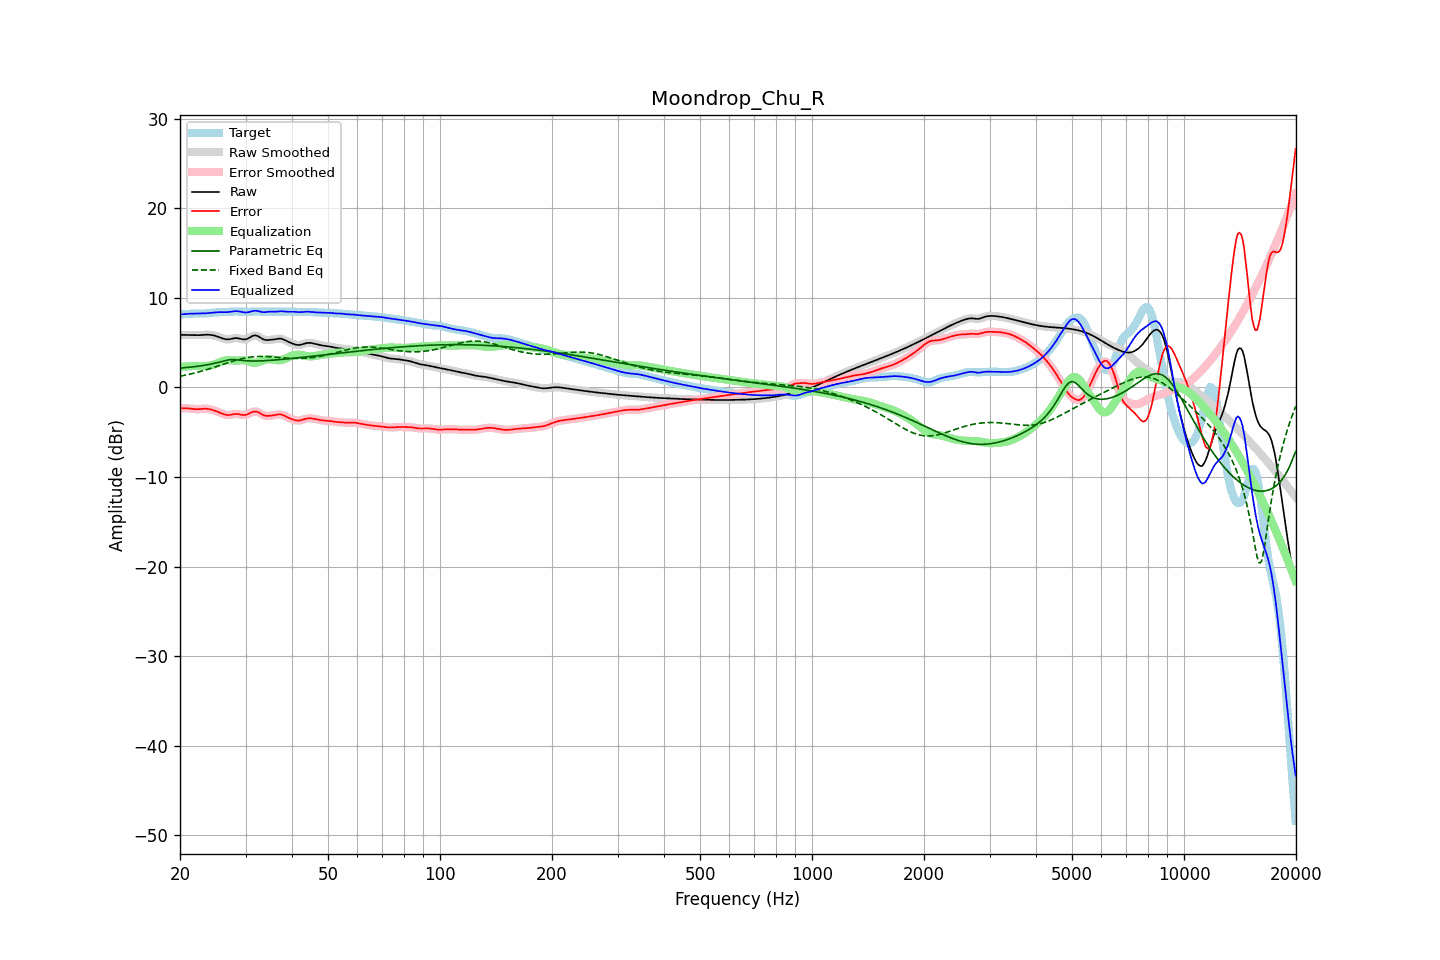 Moondrop_Chu_R
Target
Raw Smoothed
Error Smoothed
Raw
Error
Equalization
Parametric Eq
Fixed Band Eq
Equalized
30
20
10
0
−10
−20
−30
−40
−50
Amplitude (dBr)
20 50 100 200 500 1000 2000 5000 10000 20000
Frequency (Hz)